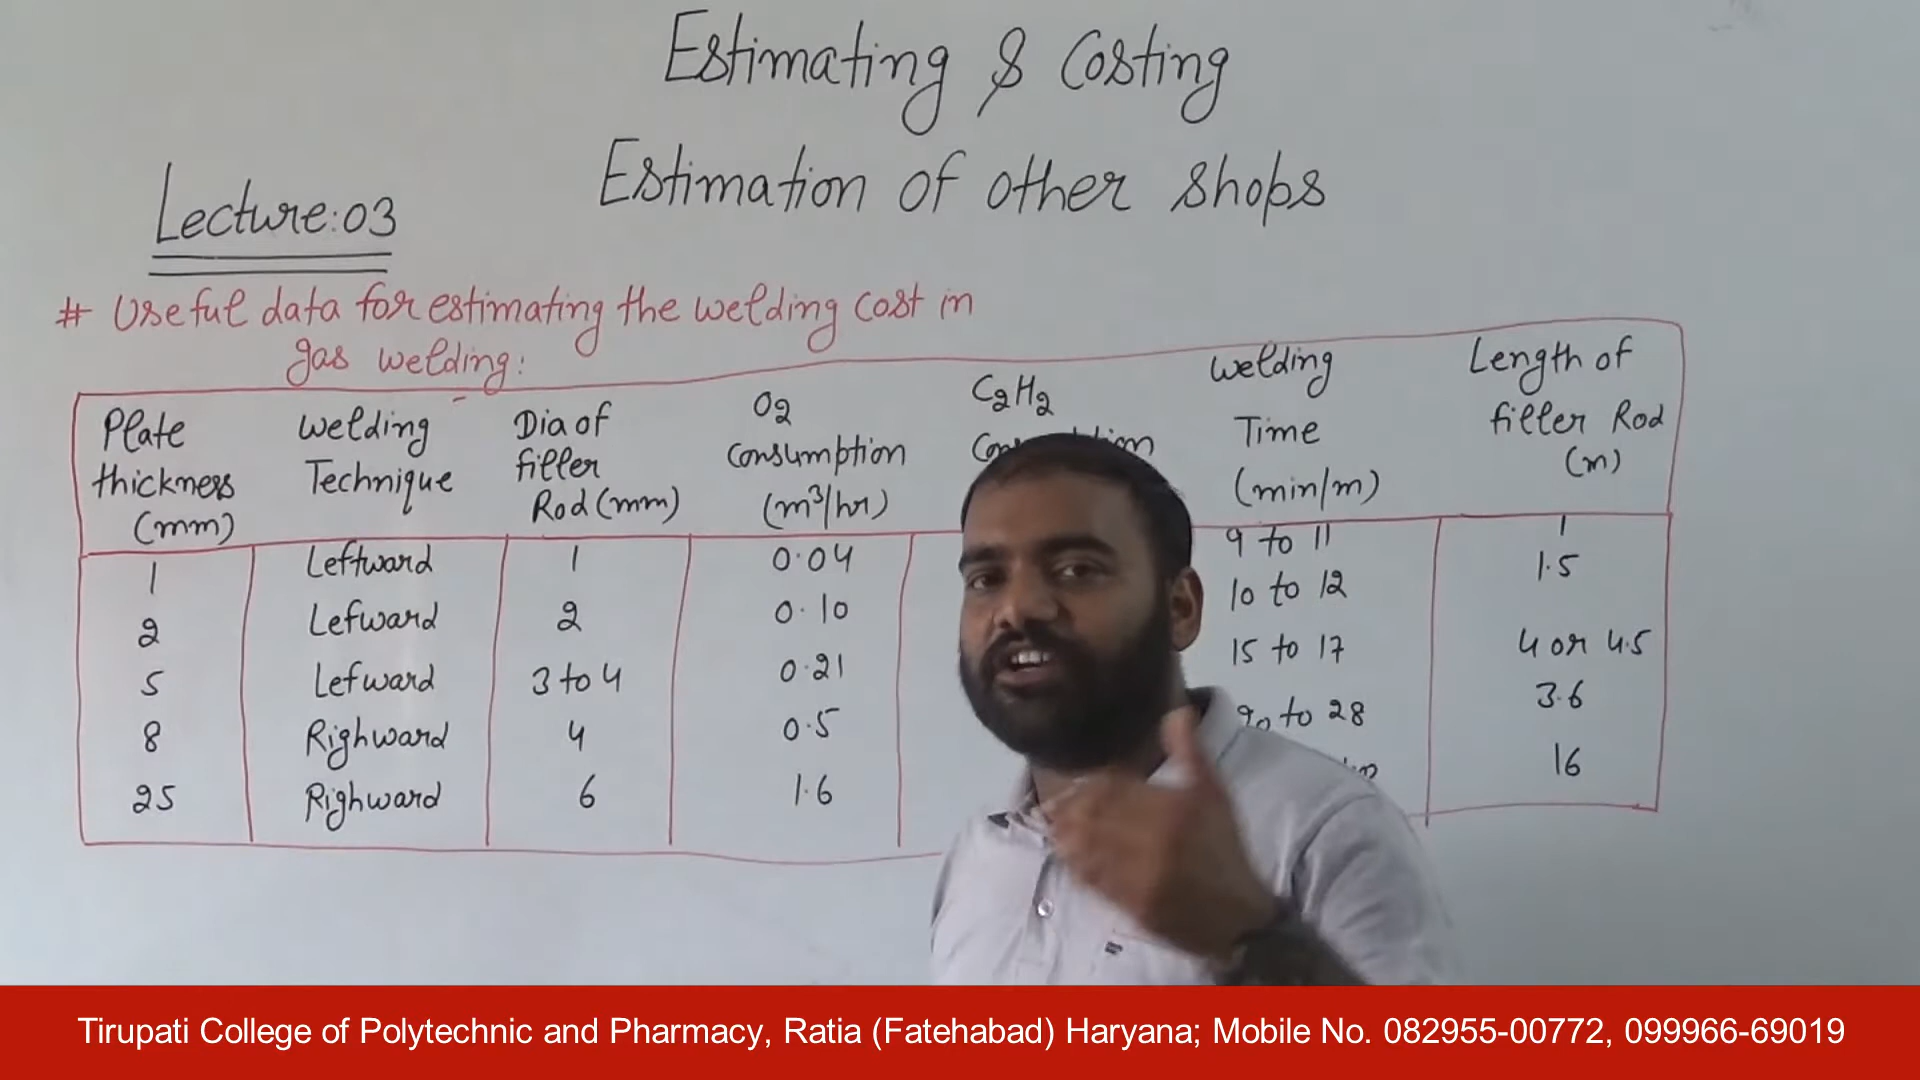 Estimating & Costing
Estimation of other shops
Lecture:03
# Useful data for estimating the welding cost in
gas welding:
Plate thickness (mm) Welding Technique Dia of filler Rod (mm) O2 Consumption (m³/hr) C2H2 Welding Time (min/m) Length of filler Rod (m)
1 Leftward 1 0.04 9 to 11 1
2 Lefward 2 0.10 10 to 12 1.5
5 Lefward 3 to 4 0.21 15 to 17 4 or 4.5
8 Righward 4 0.5 to 28 3.6
25 Righward 6 1.6 16
Tirupati College of Polytechnic and Pharmacy, Ratia (Fatehabad) Haryana; Mobile No. 082955-00772, 099966-69019